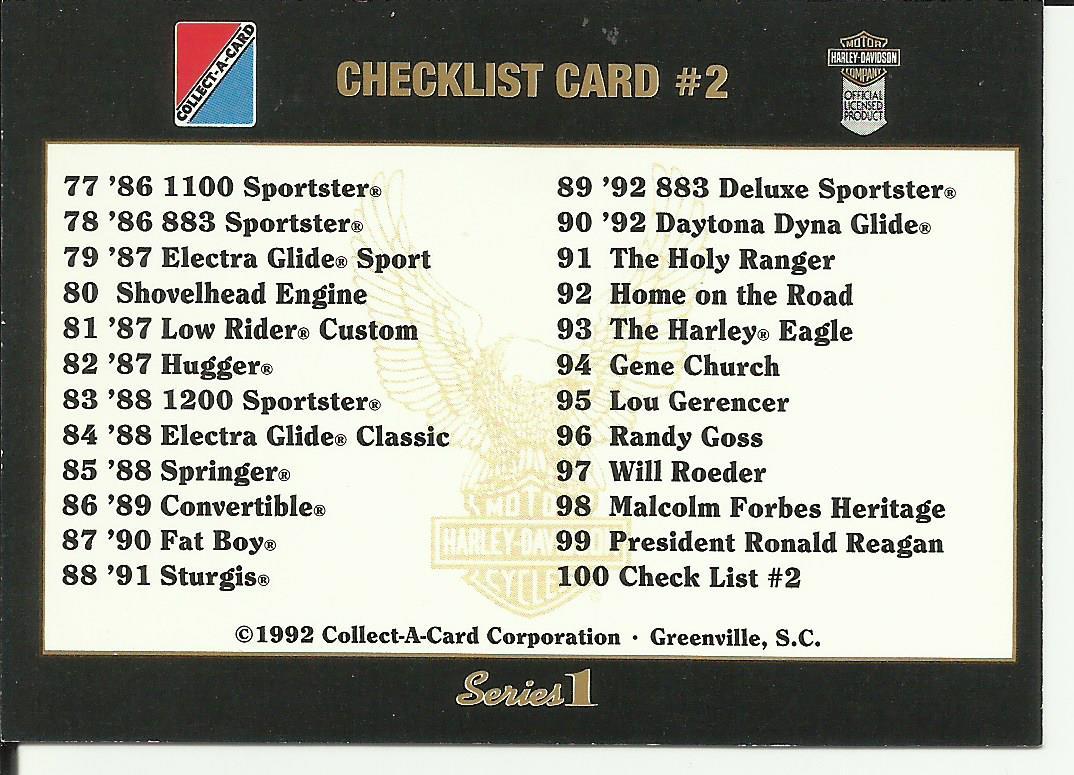 COLLECT-A-CARD
CHECKLIST CARD #2
MOTOR
HARLEY-DAVIDSON
COMPANY
OFFICIAL
LICENSED
PRODUCT
77 '86 1100 Sportster®
78 '86 883 Sportster®
79 '87 Electra Glide® Sport
80 Shovelhead Engine
81 '87 Low Rider® Custom
82 '87 Hugger®
83 '88 1200 Sportster®
84 '88 Electra Glide® Classic
85 '88 Springer®
86 '89 Convertible®
87 '90 Fat Boy®
88 '91 Sturgis®
89 '92 883 Deluxe Sportster®
90 '92 Daytona Dyna Glide®
91 The Holy Ranger
92 Home on the Road
93 The Harley® Eagle
94 Gene Church
95 Lou Gerencer
96 Randy Goss
97 Will Roeder
98 Malcolm Forbes Heritage
99 President Ronald Reagan
100 Check List #2
MOTO
HARLEY-DAV
CYCLE
©1992 Collect-A-Card Corporation · Greenville, S.C.
Series 1